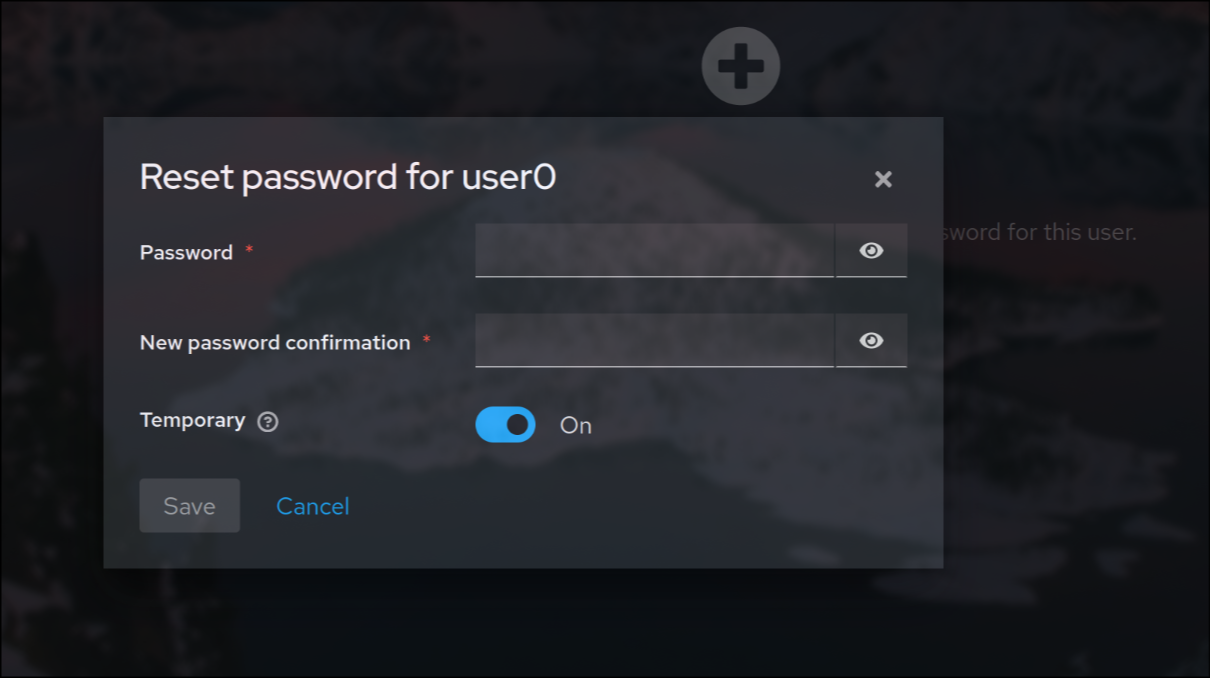 Reset password for user0
sword for this user.
Password *
New password confirmation *
Temporary
On
Save
Cancel